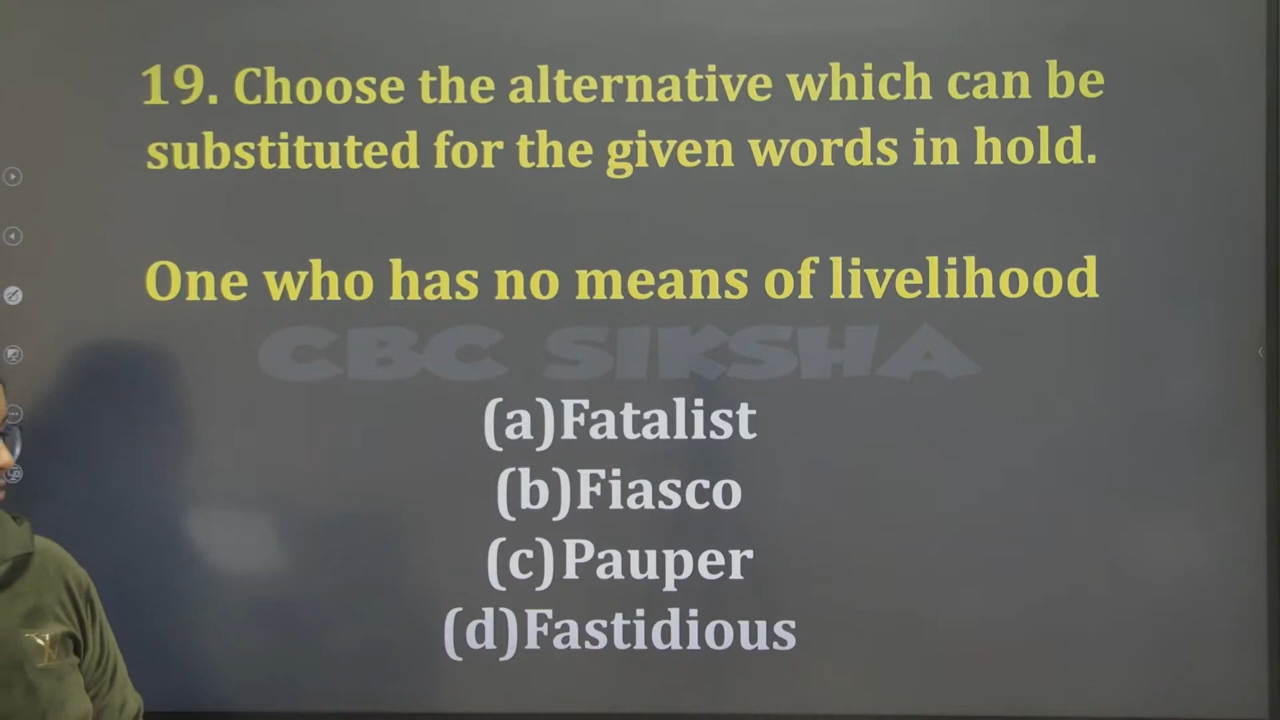 19. Choose the alternative which can be
substituted for the given words in hold.
One who has no means of livelihood
CBC SIKSHA
(a)Fatalist
(b)Fiasco
(c)Pauper
(d)Fastidious